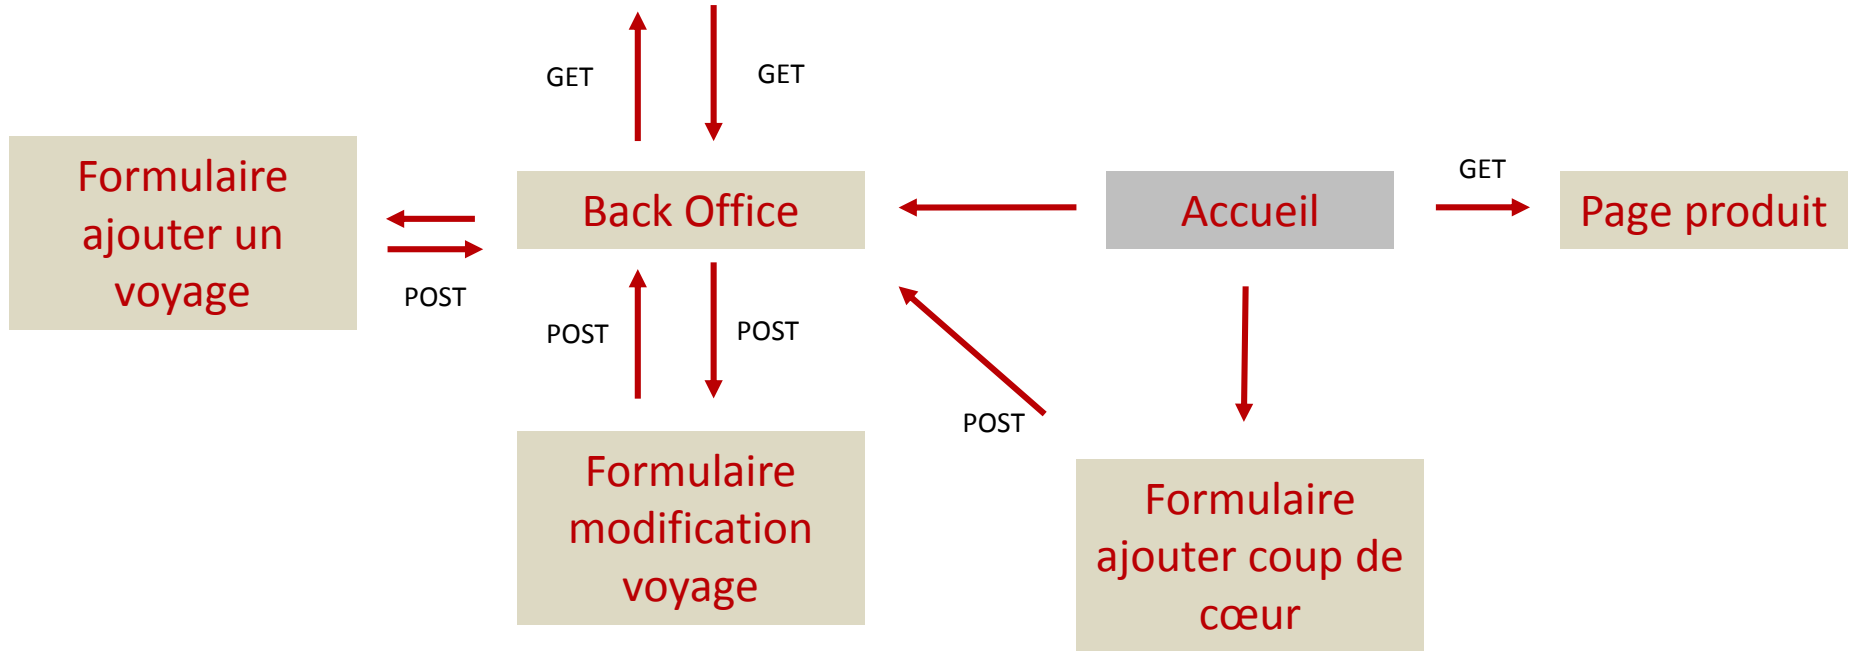 GET
GET
Formulaire
ajouter un
voyage
Back Office
Accueil
GET
Page produit
POST
POST
POST
POST
Formulaire
modification
voyage
Formulaire
ajouter coup de
cœur